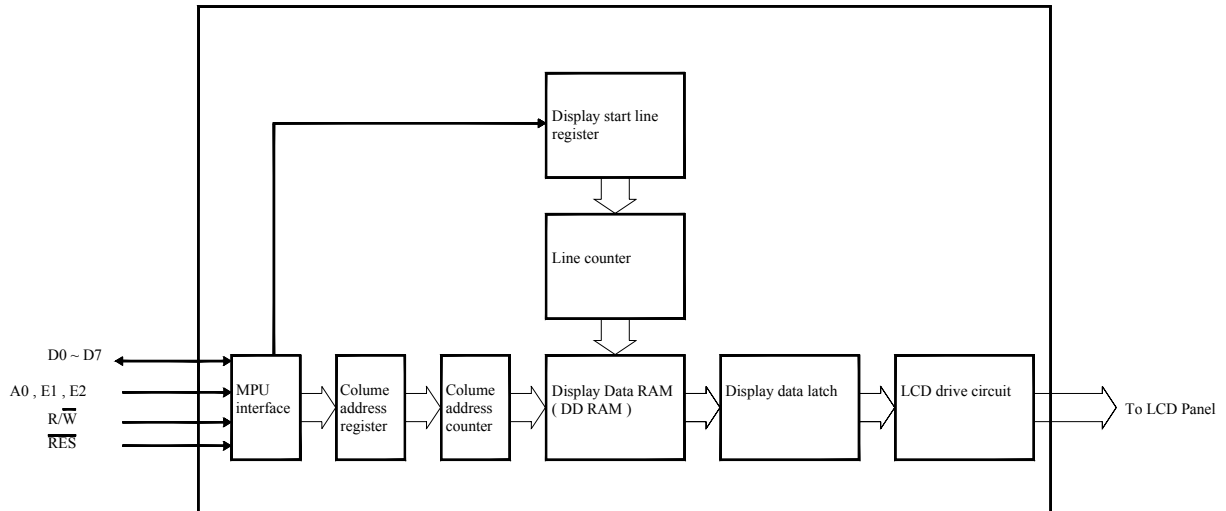 Display start line
register
Line counter
D0 ~ D7
A0 , E1 , E2
R/W̅
R̅E̅S̅
MPU
interface
Colume
address
register
Colume
address
counter
Display Data RAM
( DD RAM )
Display data latch
LCD drive circuit
To LCD Panel